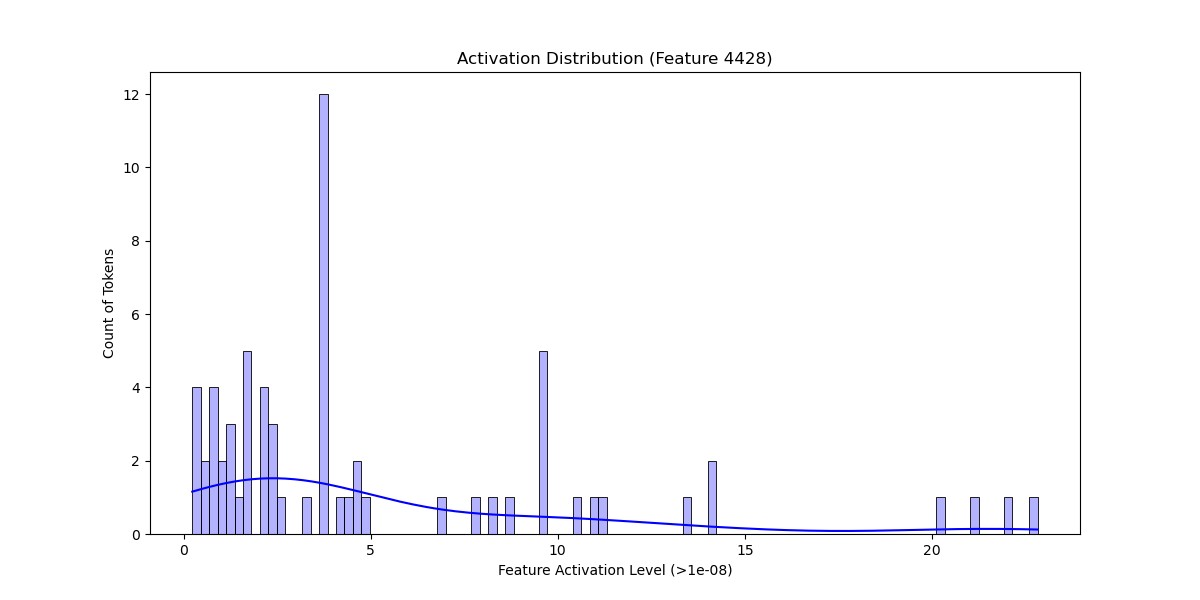 Activation Distribution (Feature 4428)
12
10
8
6
4
2
0
Count of Tokens
0 5 10 15 20
Feature Activation Level (>1e-08)